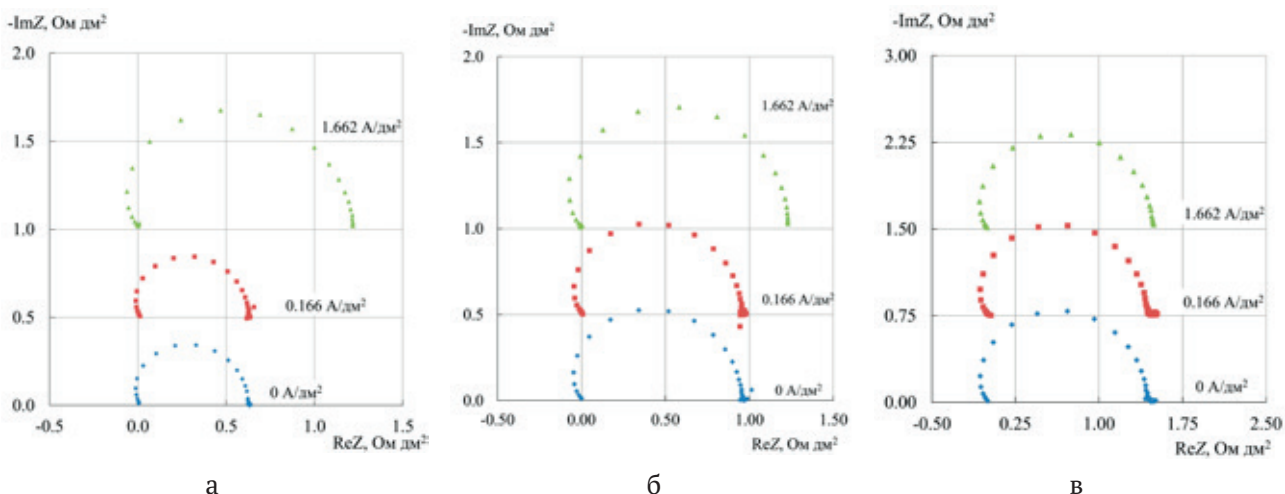 -ImZ, Ом дм²
2.0
1.5
1.0
0.5
0.0
1.662 А/дм²
0.166 А/дм²
0 А/дм²
-0.5 0.0 0.5 1.0 1.5
ReZ, Ом дм²
а
-ImZ, Ом дм²
2.0
1.5
1.0
0.5
0.0
1.662 А/дм²
0.166 А/дм²
0 А/дм²
-0.50 0.00 0.50 1.00 1.50
ReZ, Ом дм²
б
-ImZ, Ом дм²
3.00
2.25
1.50
0.75
0.00
1.662 А/дм²
0.166 А/дм²
0 А/дм²
-0.50 0.25 1.00 1.75 2.50
ReZ, Ом дм²
в